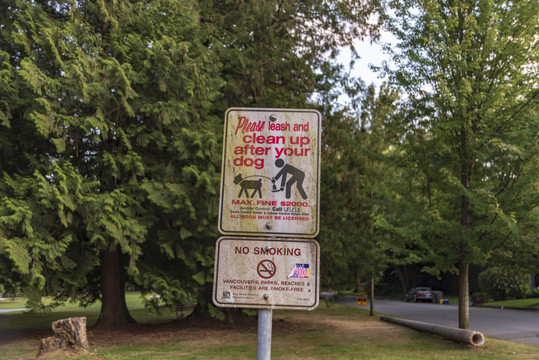 Please leash and
clean up
after your
dog
MAX. FINE $2000.
ALL DOGS MUST BE LICENSED
NO SMOKING
VANCOUVER'S PARKS, BEACHES &
FACILITIES ARE SMOKE-FREE